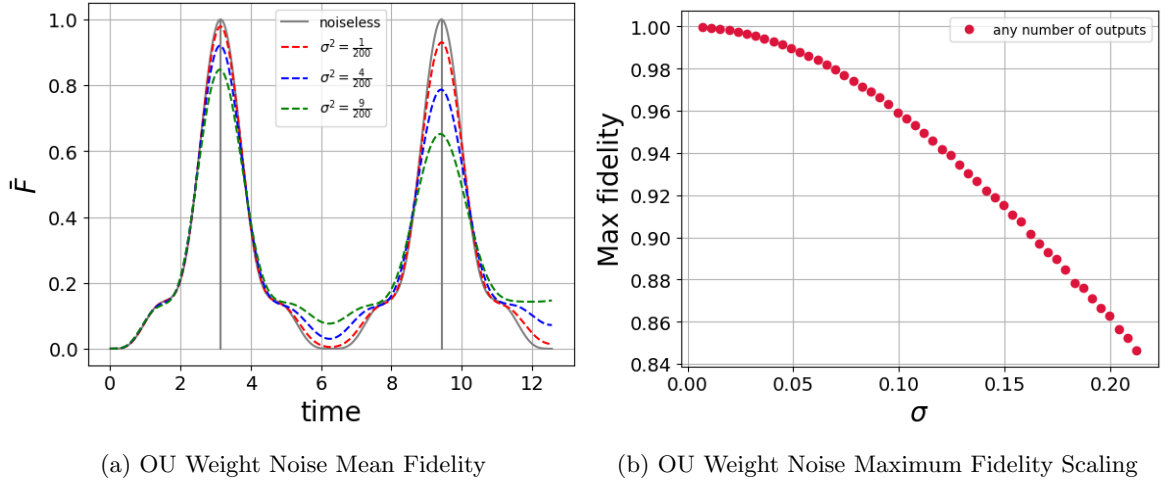 1.0
0.8
0.6
0.4
0.2
0.0
F̄
0
2
4
6
8
10
12
time
noiseless
σ² = 1/200
σ² = 4/200
σ² = 9/200
(a) OU Weight Noise Mean Fidelity
1.00
0.98
0.96
0.94
0.92
0.90
0.88
0.86
0.84
Max fidelity
0.00
0.05
0.10
0.15
0.20
σ
any number of outputs
(b) OU Weight Noise Maximum Fidelity Scaling